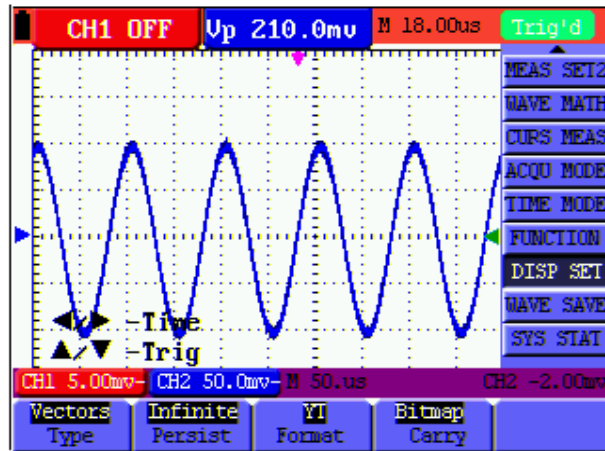 CH1 OFF Vp 210.0mv M 18.00us Trig'd
MEAS SET2
WAVE MATH
CURS MEAS
ACQU MODE
TIME MODE
FUNCTION
DISP SET
WAVE SAVE
SYS STAT
◀/▶ -Time
▲/▼ -Trig
CH1 5.00mv- CH2 50.0mv- M 50.us CH2 -2.00mv
Vectors Infinite YT Bitmap
Type Persist Format Carry